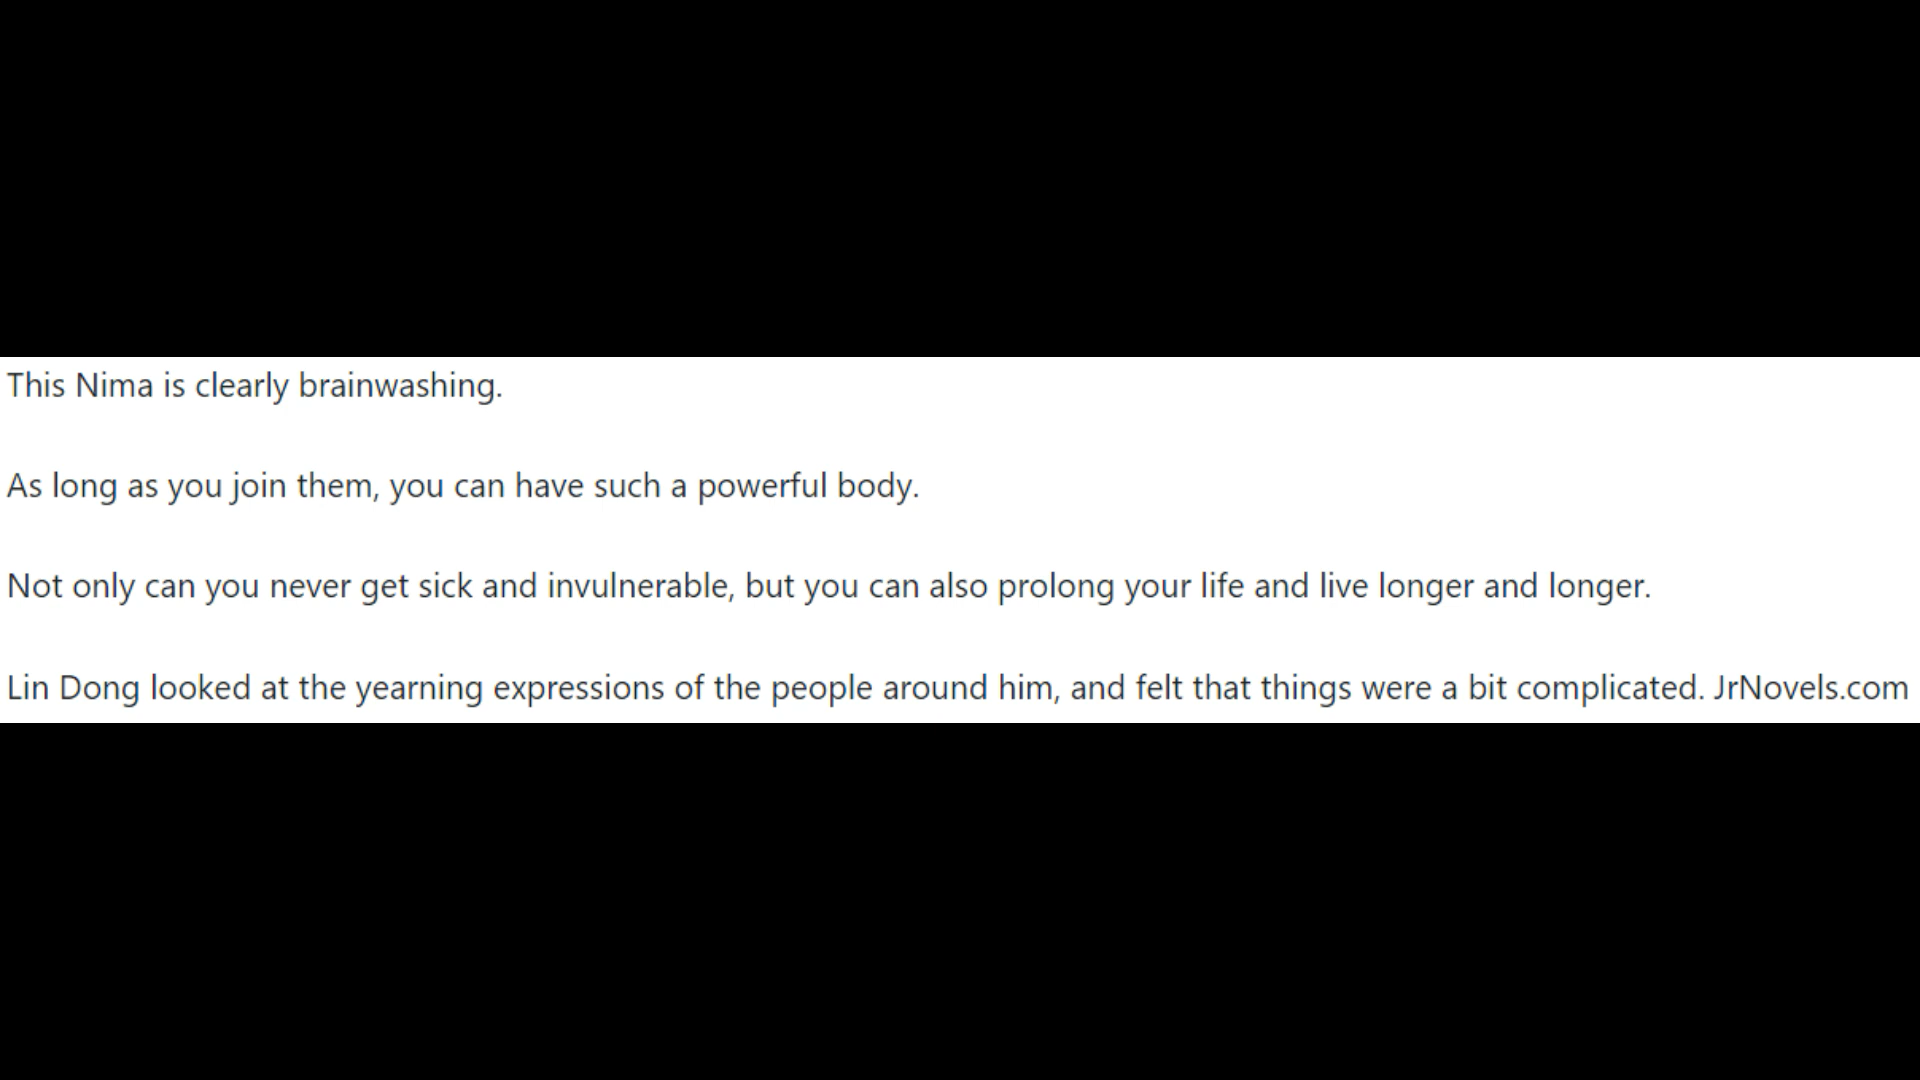 This Nima is clearly brainwashing.
As long as you join them, you can have such a powerful body.
Not only can you never get sick and invulnerable, but you can also prolong your life and live longer and longer.
Lin Dong looked at the yearning expressions of the people around him, and felt that things were a bit complicated. JrNovels.com